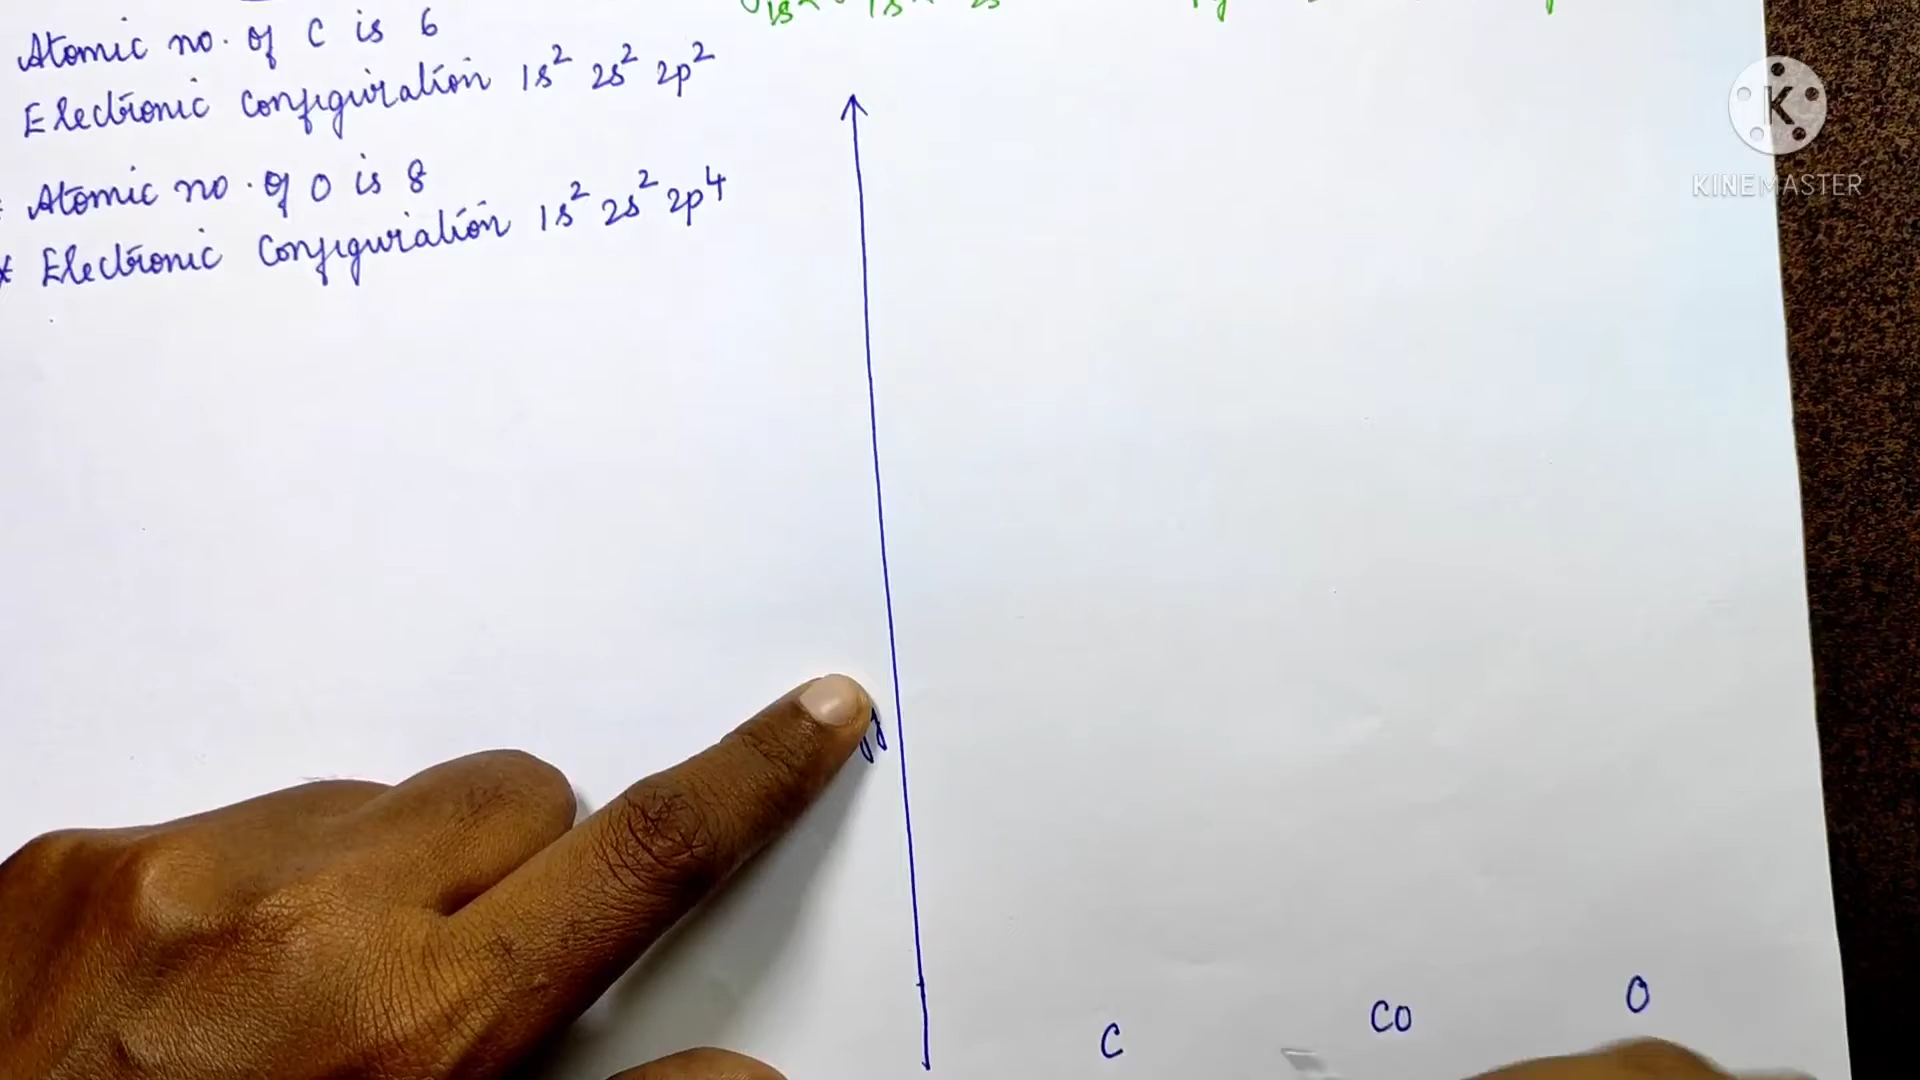 Atomic no. of C is 6
Electronic Configuration 1s² 2s² 2p²
Atomic no. of O is 8
* Electronic Configuration 1s² 2s² 2p⁴
C CO O
KINEMASTER